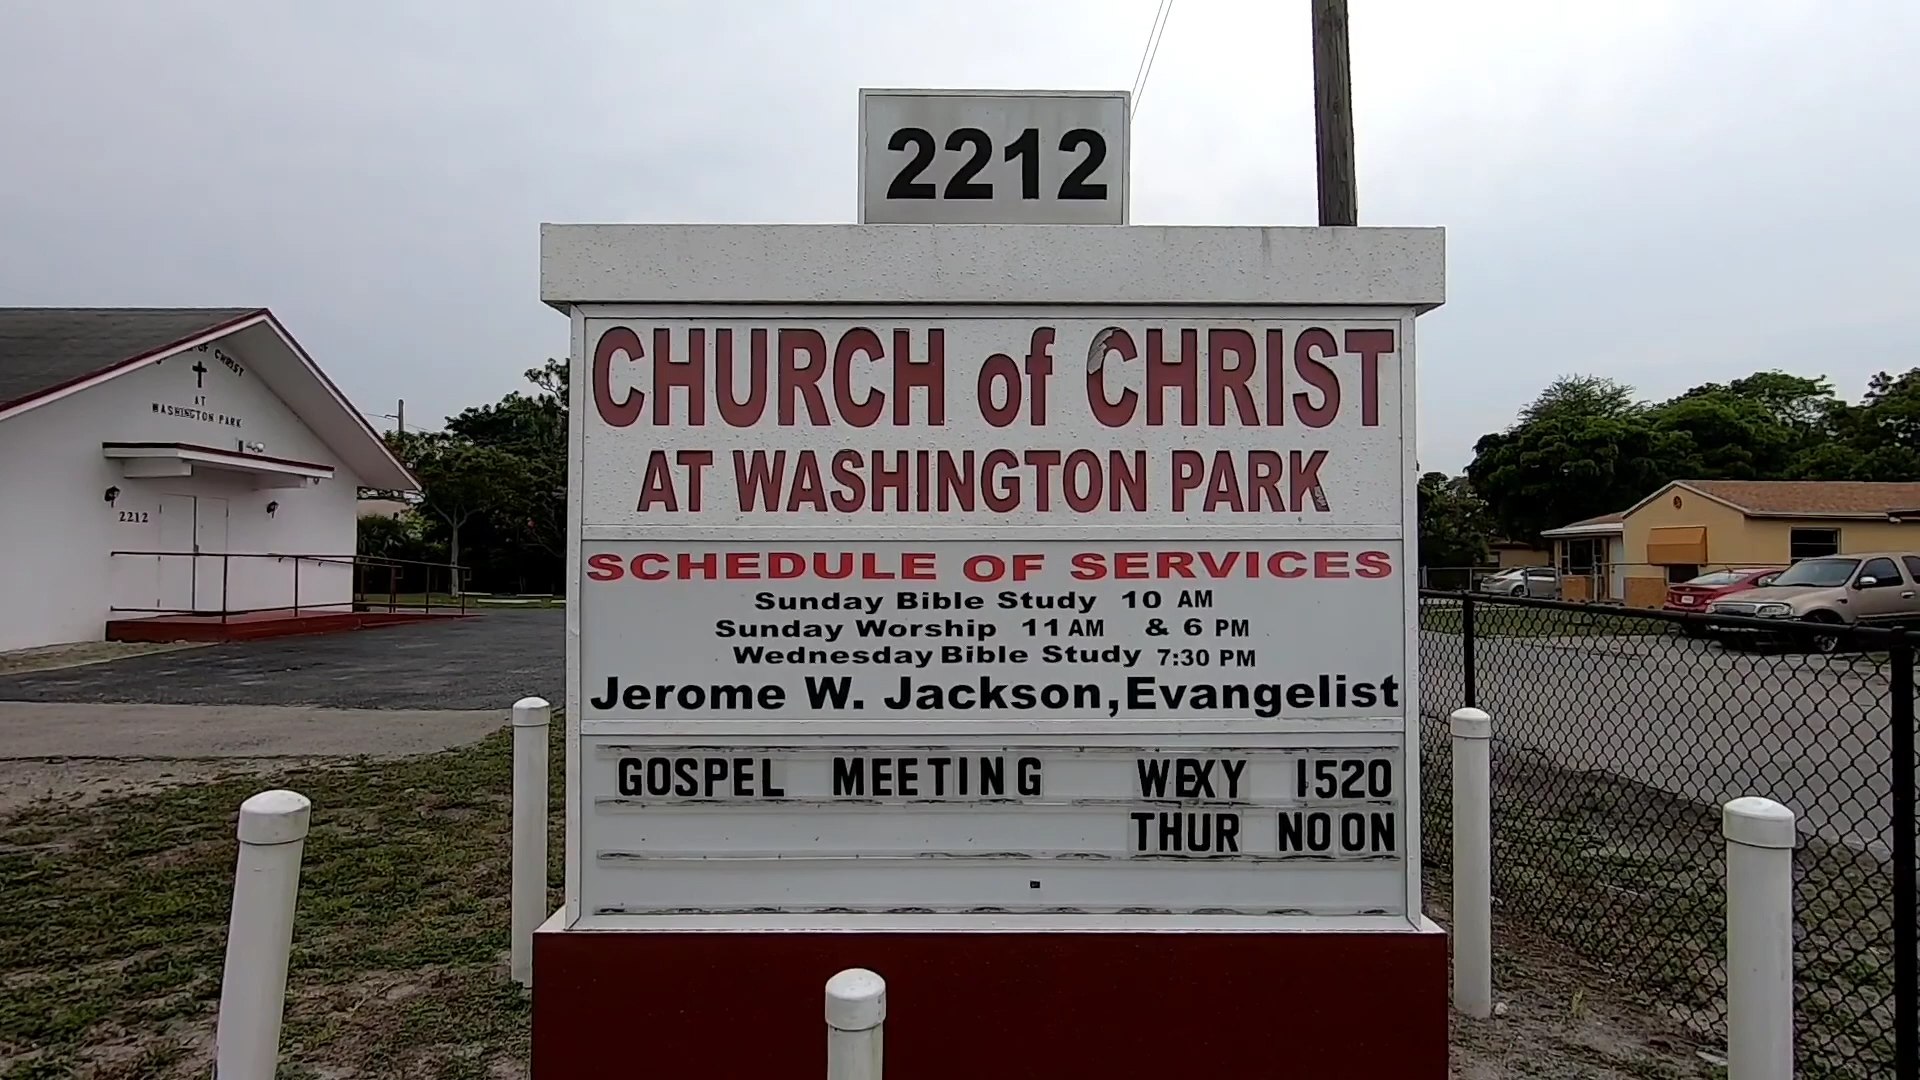 2212
CHURCH of CHRIST
AT WASHINGTON PARK
SCHEDULE OF SERVICES
Sunday Bible Study 10 AM
Sunday Worship 11 AM & 6 PM
Wednesday Bible Study 7:30 PM
Jerome W. Jackson, Evangelist
GOSPEL MEETING WEXY 1520
THUR NOON
OF CHRIST
AT
WASHINGTON PARK
2212